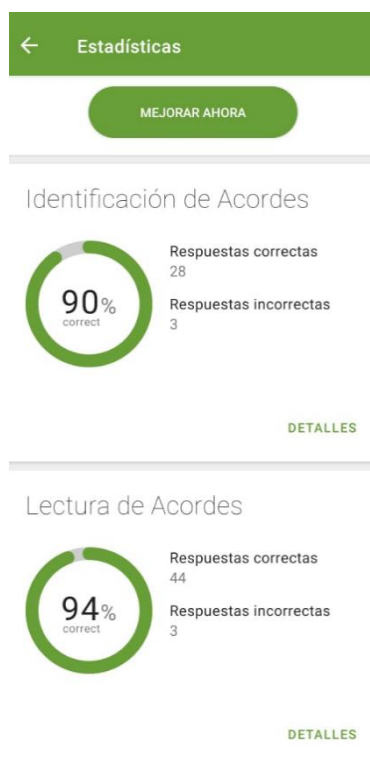 Estadísticas
MEJORAR AHORA
Identificación de Acordes
90%
correct
Respuestas correctas
28
Respuestas incorrectas
3
DETALLES
Lectura de Acordes
94%
correct
Respuestas correctas
44
Respuestas incorrectas
3
DETALLES